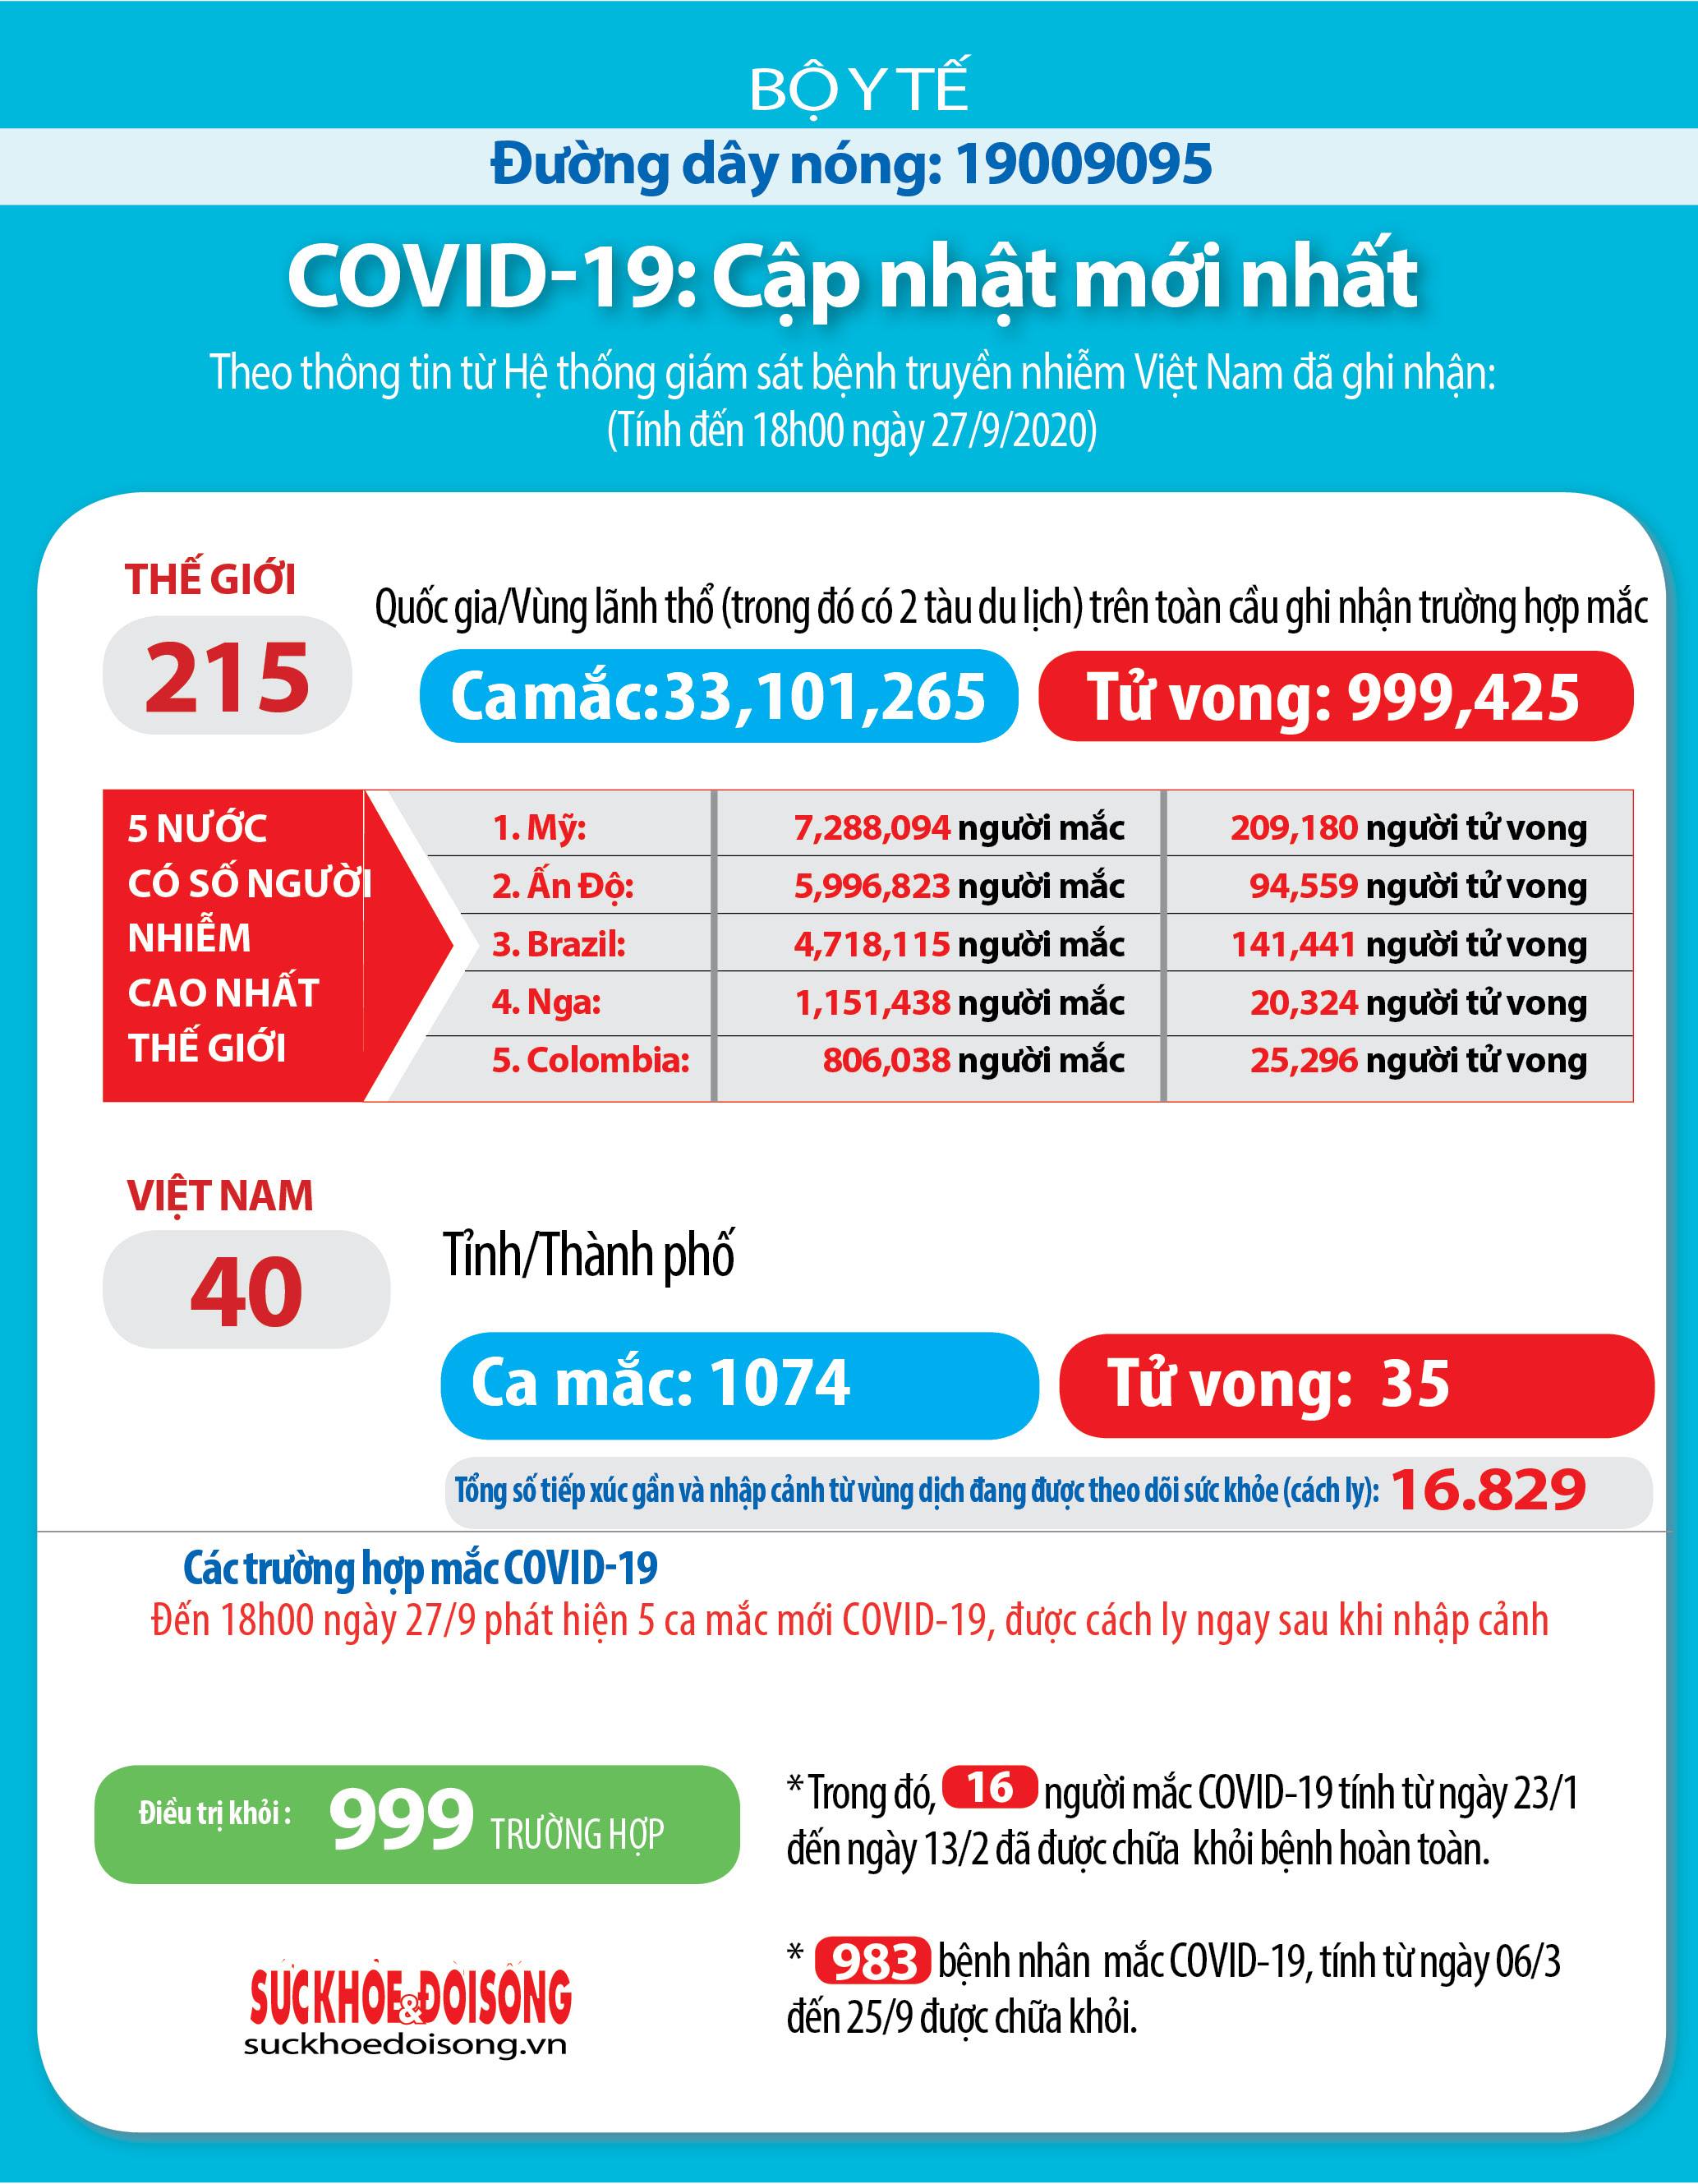 BỘ Y TẾ
Đường dây nóng: 19009095
COVID-19: Cập nhật mới nhất
Theo thông tin từ Hệ thống giám sát bệnh truyền nhiễm Việt Nam đã ghi nhận:
(Tính đến 18h00 ngày 27/9/2020)
THẾ GIỚI
215
Quốc gia/Vùng lãnh thổ (trong đó có 2 tàu du lịch) trên toàn cầu ghi nhận trường hợp mắc
Ca mắc: 33,101,265
Tử vong: 999,425
5 NƯỚC
CÓ SỐ NGƯỜI
NHIỄM
CAO NHẤT
THẾ GIỚI
1. Mỹ: 7,288,094 người mắc 209,180 người tử vong
2. Ấn Độ: 5,996,823 người mắc 94,559 người tử vong
3. Brazil: 4,718,115 người mắc 141,441 người tử vong
4. Nga: 1,151,438 người mắc 20,324 người tử vong
5. Colombia: 806,038 người mắc 25,296 người tử vong
VIỆT NAM
40
Tỉnh/Thành phố
Ca mắc: 1074
Tử vong: 35
Tổng số tiếp xúc gần và nhập cảnh từ vùng dịch đang được theo dõi sức khỏe (cách ly): 16.829
Các trường hợp mắc COVID-19
Đến 18h00 ngày 27/9 phát hiện 5 ca mắc mới COVID-19, được cách ly ngay sau khi nhập cảnh
Điều trị khỏi : 999 TRƯỜNG HỢP
* Trong đó, 16 người mắc COVID-19 tính từ ngày 23/1
đến ngày 13/2 đã được chữa khỏi bệnh hoàn toàn.
* 983 bệnh nhân mắc COVID-19, tính từ ngày 06/3
đến 25/9 được chữa khỏi.
SỨC KHỎE & ĐỜI SỐNG
suckhoedoisong.vn